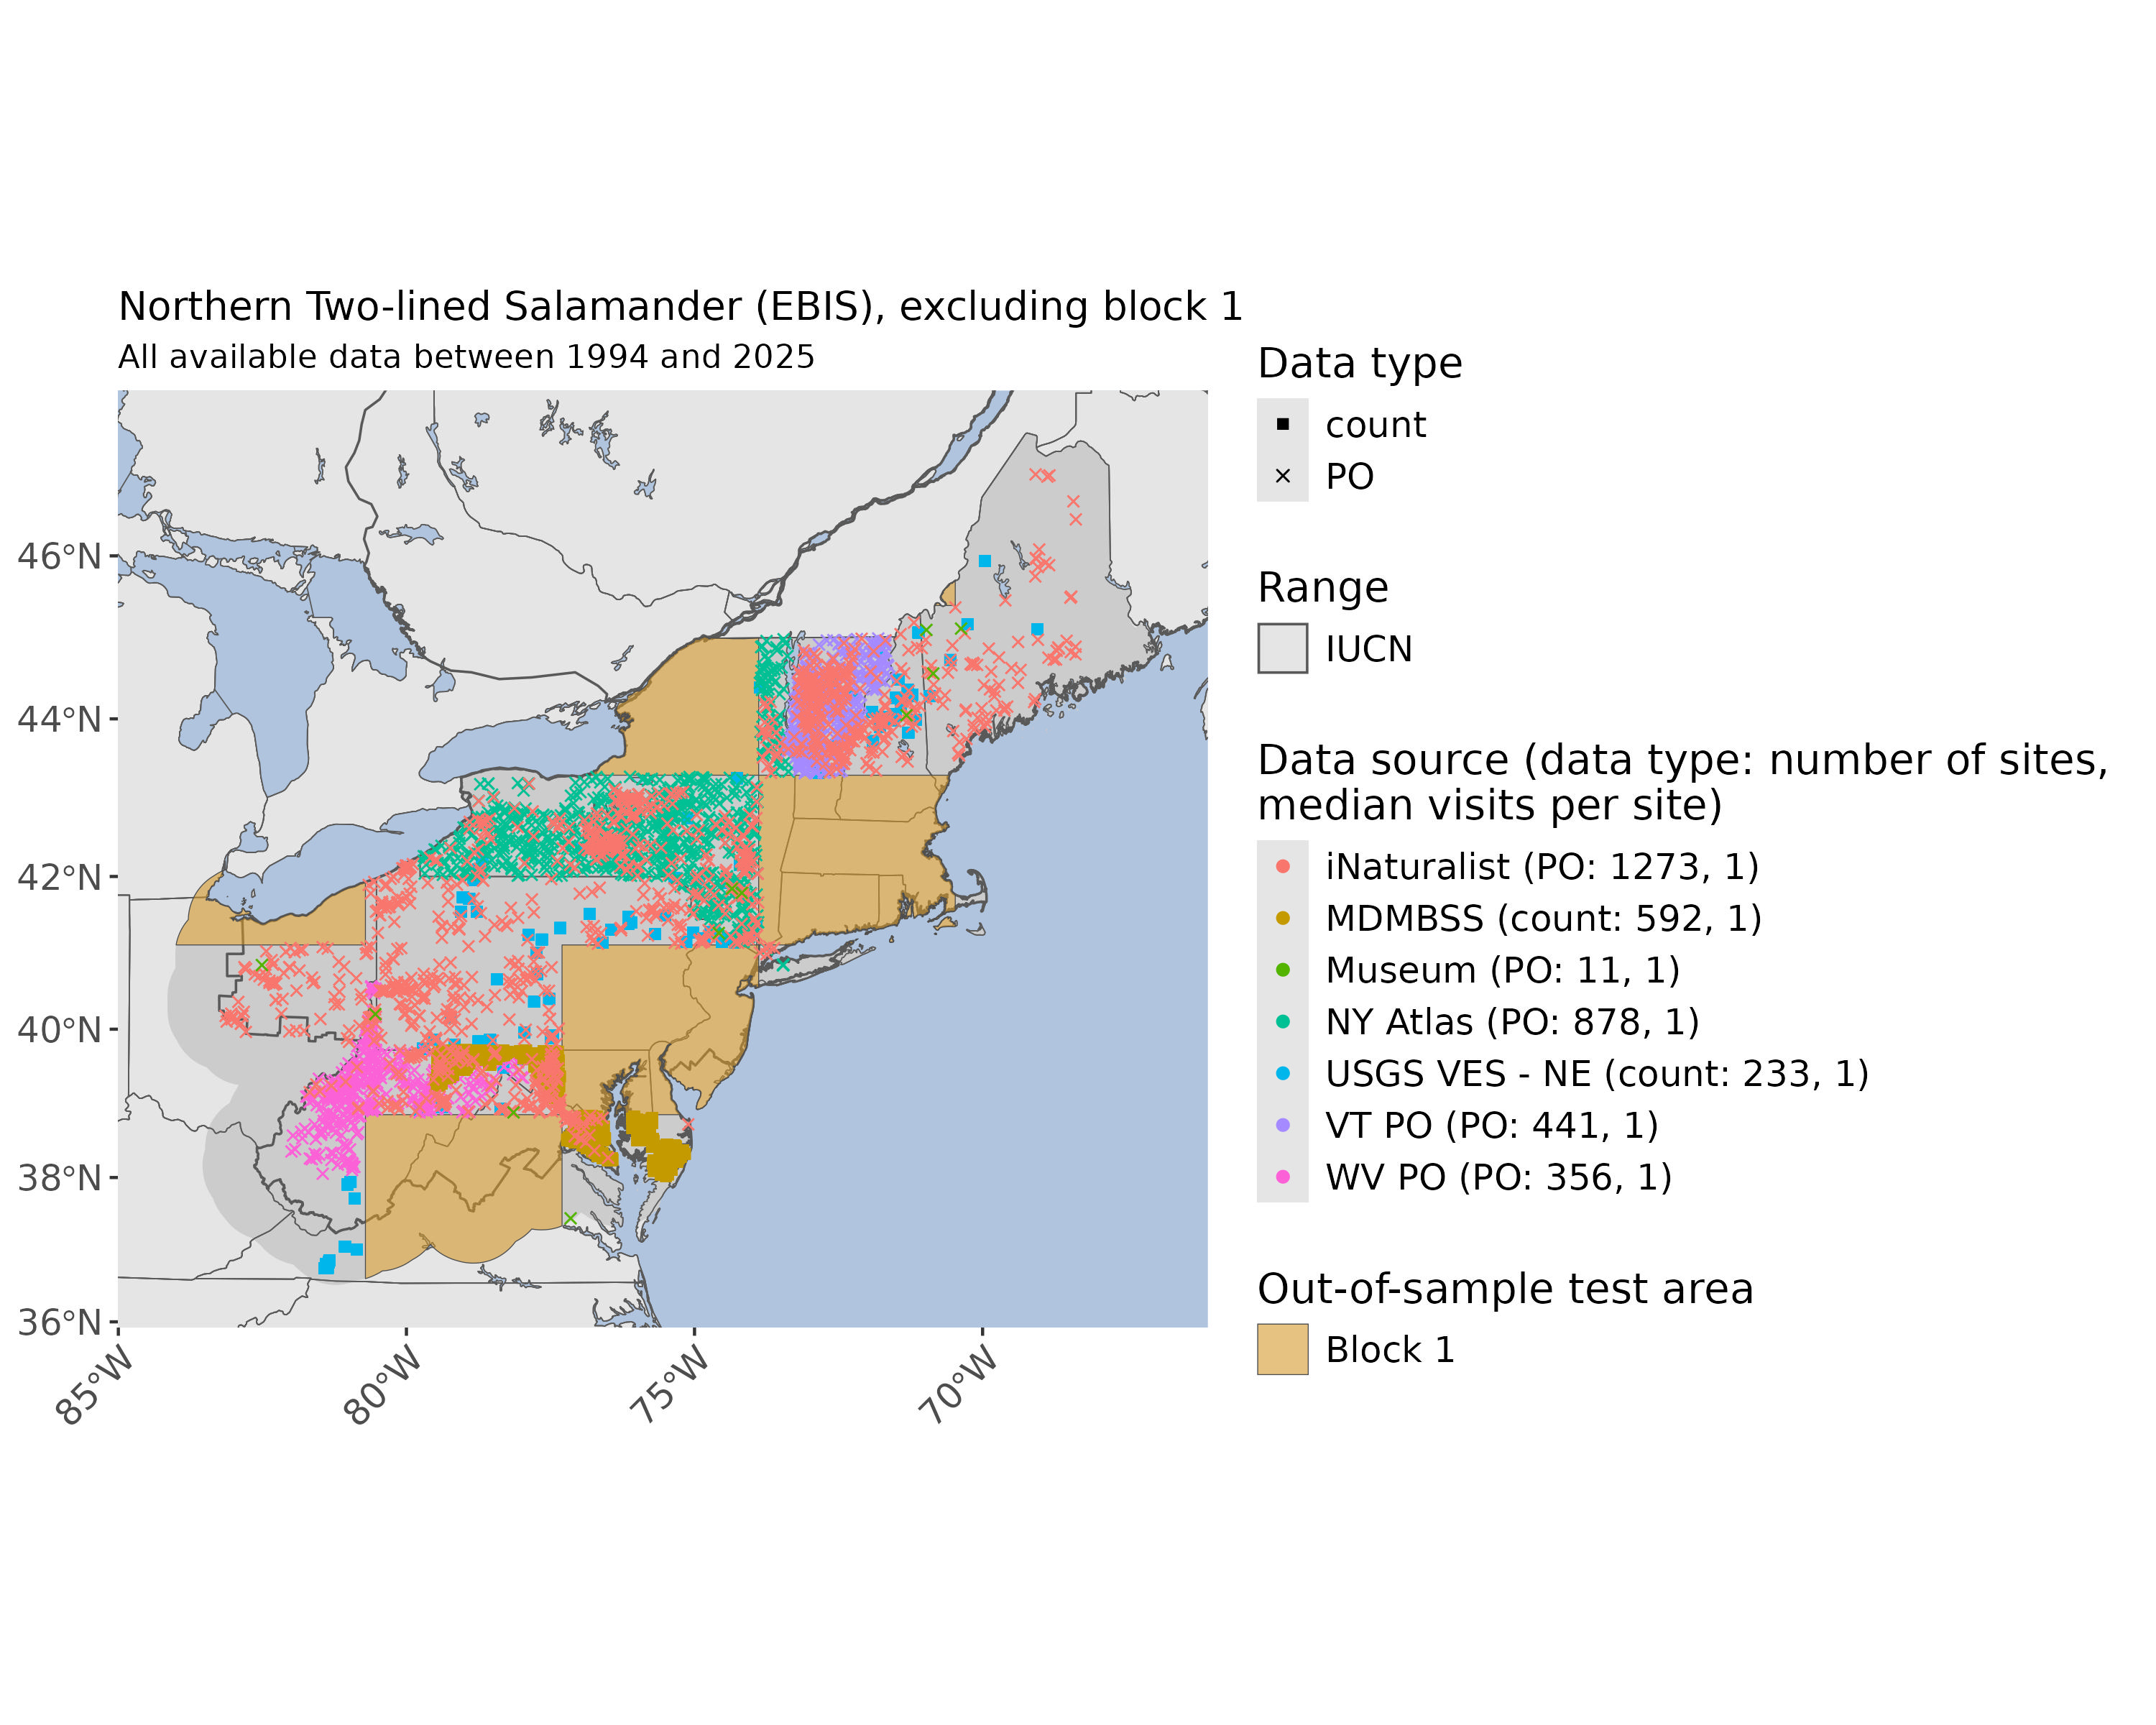 Northern Two-lined Salamander (EBIS), excluding block 1
All available data between 1994 and 2025
46°N
44°N
42°N
40°N
38°N
36°N
85°W
80°W
75°W
70°W
Data type
count
PO
Range
IUCN
Data source (data type: number of sites,
median visits per site)
iNaturalist (PO: 1273, 1)
MDMBSS (count: 592, 1)
Museum (PO: 11, 1)
NY Atlas (PO: 878, 1)
USGS VES - NE (count: 233, 1)
VT PO (PO: 441, 1)
WV PO (PO: 356, 1)
Out-of-sample test area
Block 1